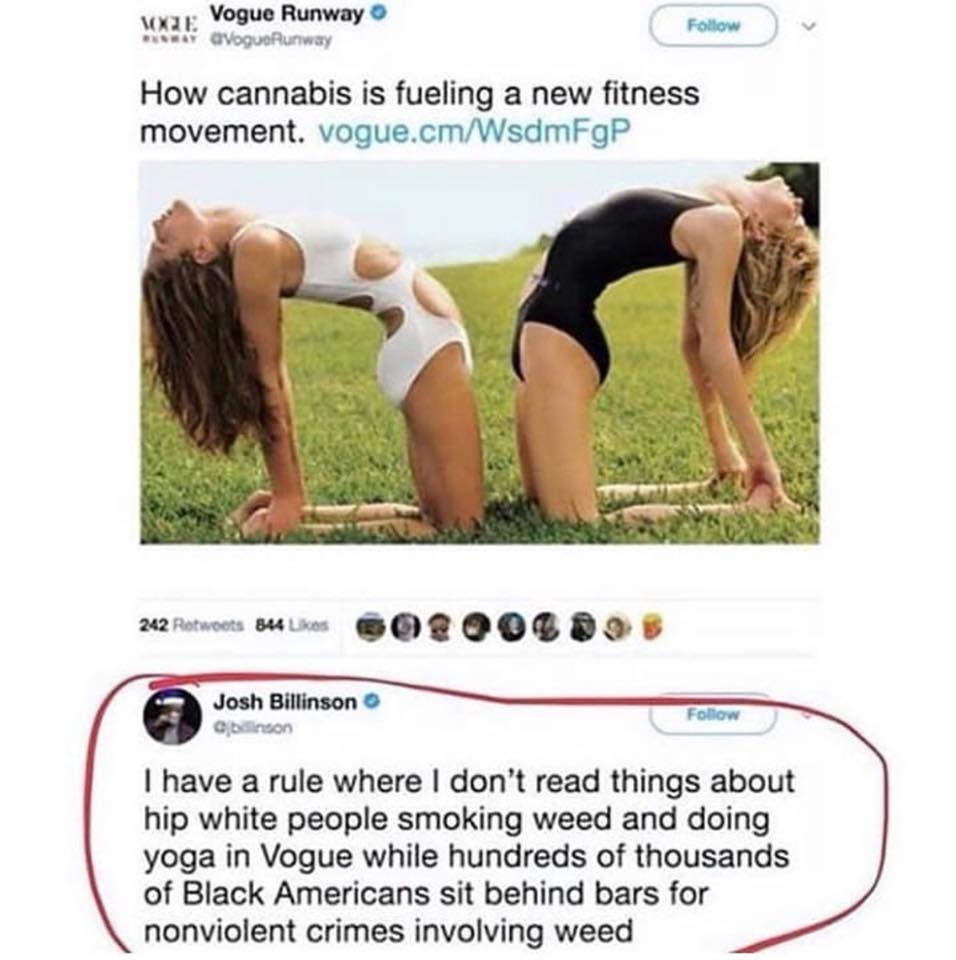 VOGUE Vogue Runway
RUNWAY @VogueRunway
Follow
How cannabis is fueling a new fitness
movement. vogue.cm/WsdmFgP
242 Retweets 844 Likes
Josh Billinson
@jbillinson
Follow
I have a rule where I don't read things about
hip white people smoking weed and doing
yoga in Vogue while hundreds of thousands
of Black Americans sit behind bars for
nonviolent crimes involving weed